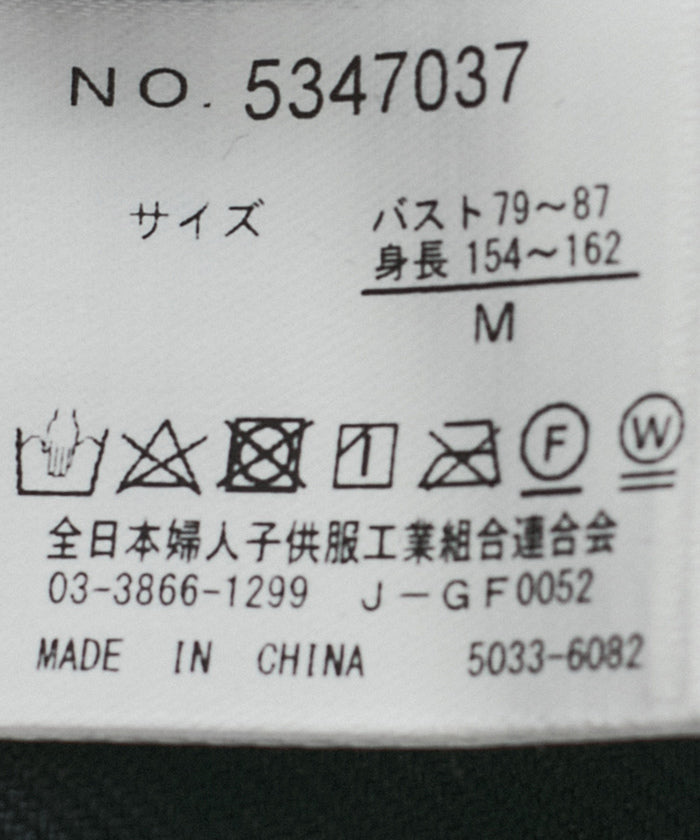 NO. 5347037
サイズ バスト79〜87
身長 154〜162
M
F W
全日本婦人子供服工業組合連合会
03-3866-1299 J-GF0052
MADE IN CHINA 5033-6082